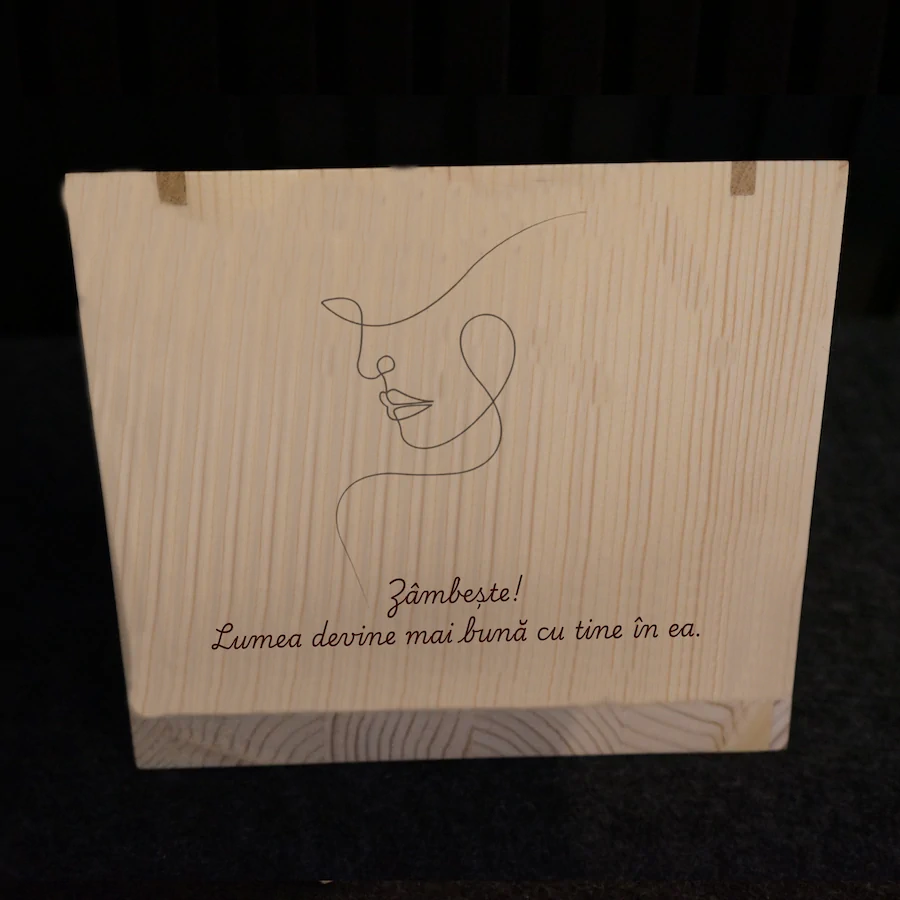 Zâmbește!
Lumea devine mai bună cu tine în ea.